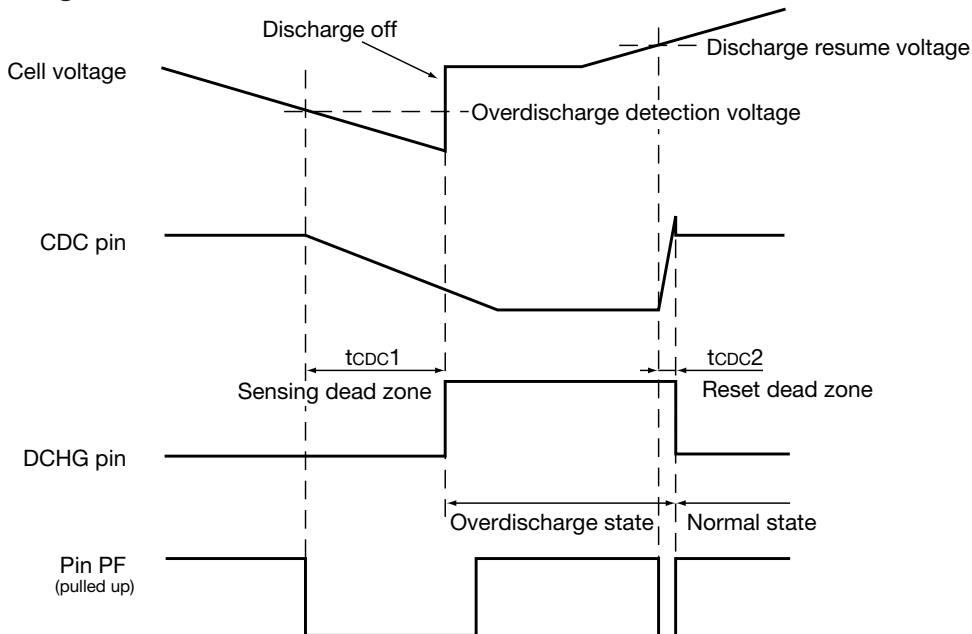 Discharge off
Discharge resume voltage
Cell voltage
Overdischarge detection voltage
CDC pin
tCDC1
tCDC2
Sensing dead zone
Reset dead zone
DCHG pin
Overdischarge state
Normal state
Pin PF
(pulled up)